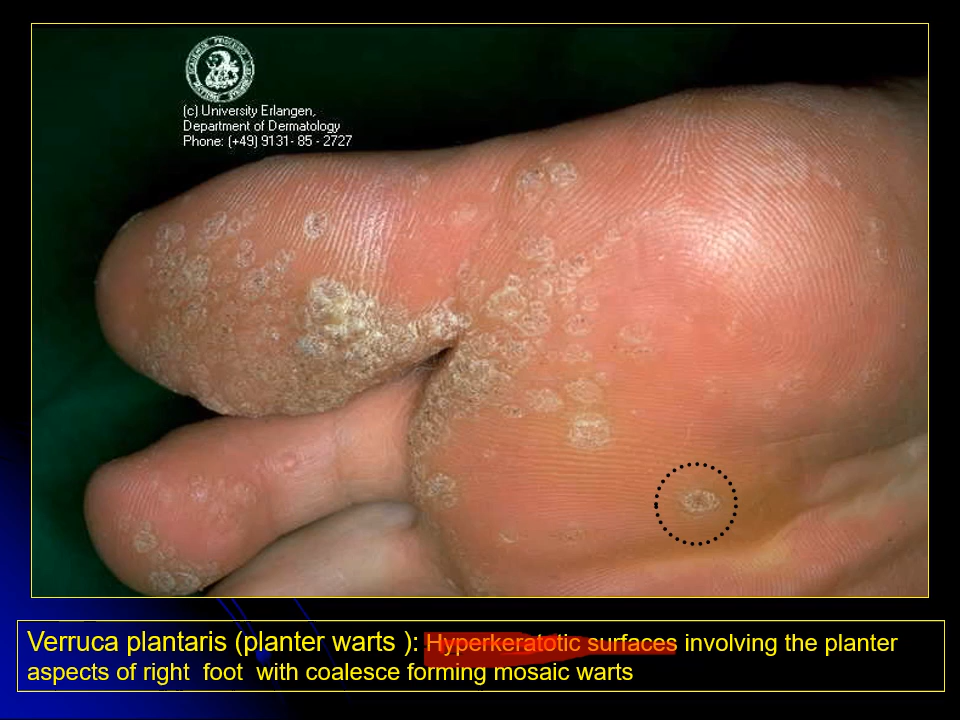 (c) University Erlangen,
Department of Dermatology
Phone: (+49) 9131- 85 - 2727
Verruca plantaris (planter warts ): Hyperkeratotic surfaces involving the planter
aspects of right foot with coalesce forming mosaic warts